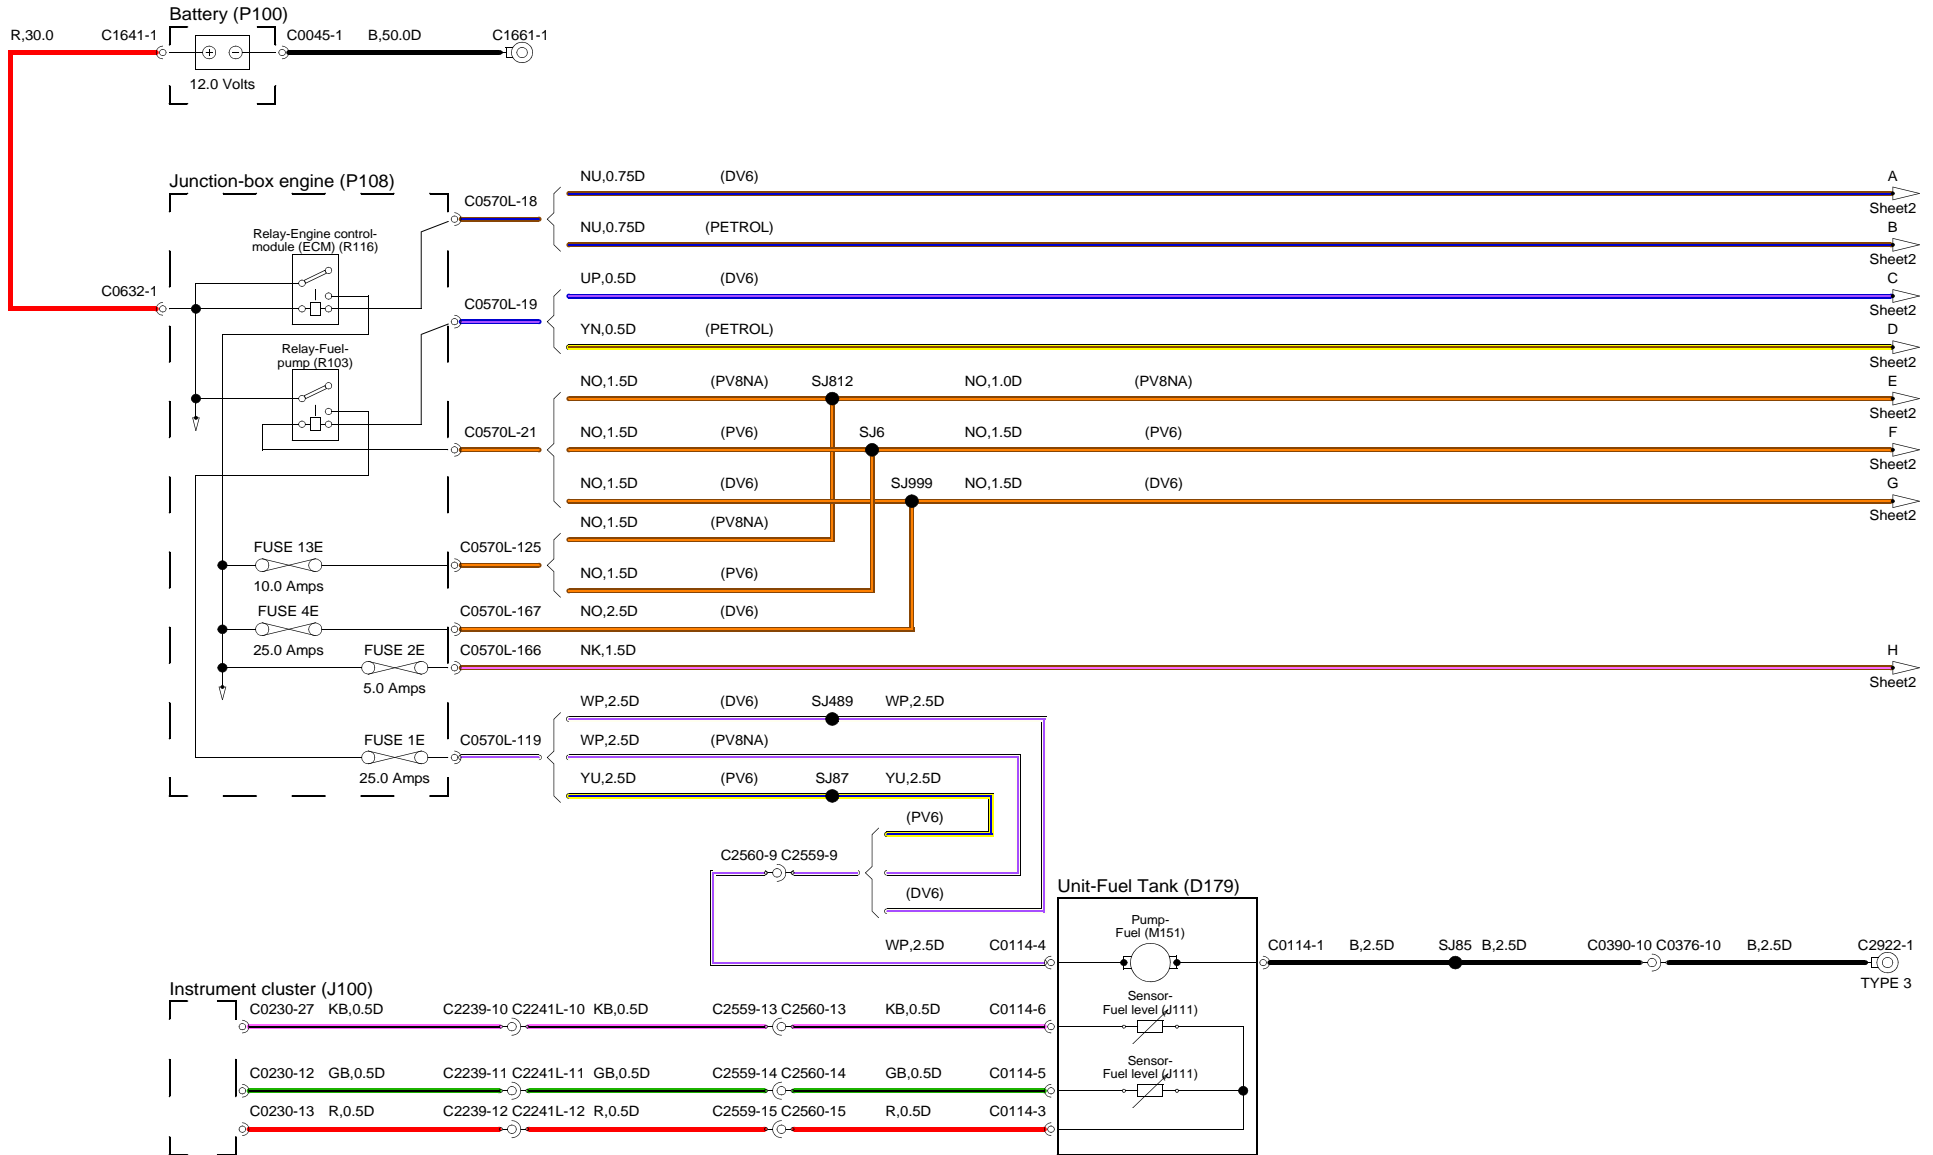 Battery (P100)
R,30.0 C1641-1 C0045-1 B,50.0D C1661-1
12.0 Volts
Junction-box engine (P108)
NU,0.75D (DV6) A
C0570L-18 Sheet2
Relay-Engine control-
module (ECM) (R116)
NU,0.75D (PETROL) B
Sheet2
UP,0.5D (DV6) C
C0632-1 C0570L-19 Sheet2
YN,0.5D (PETROL) D
Relay-Fuel-
pump (R103)
Sheet2
NO,1.5D (PV8NA) SJ812 NO,1.0D (PV8NA) E
Sheet2
C0570L-21 NO,1.5D (PV6) SJ6 NO,1.5D (PV6) F
Sheet2
NO,1.5D (DV6) SJ999 NO,1.5D (DV6) G
Sheet2
NO,1.5D (PV8NA)
FUSE 13E C0570L-125
10.0 Amps
NO,1.5D (PV6)
FUSE 4E C0570L-167 NO,2.5D (DV6)
25.0 Amps FUSE 2E C0570L-166 NK,1.5D H
5.0 Amps Sheet2
WP,2.5D (DV6) SJ489 WP,2.5D
FUSE 1E C0570L-119 WP,2.5D (PV8NA)
25.0 Amps YU,2.5D (PV6) SJ87 YU,2.5D
(PV6)
C2560-9 C2559-9
(DV6)
Unit-Fuel Tank (D179)
Pump-
Fuel (M151)
WP,2.5D C0114-4 C0114-1 B,2.5D SJ85 B,2.5D C0390-10 C0376-10 B,2.5D C2922-1
TYPE 3
Instrument cluster (J100)
Sensor-
Fuel level (J111)
C0230-27 KB,0.5D C2239-10 C2241L-10 KB,0.5D C2559-13 C2560-13 KB,0.5D C0114-6
Sensor-
Fuel level (J111)
C0230-12 GB,0.5D C2239-11 C2241L-11 GB,0.5D C2559-14 C2560-14 GB,0.5D C0114-5
C0230-13 R,0.5D C2239-12 C2241L-12 R,0.5D C2559-15 C2560-15 R,0.5D C0114-3